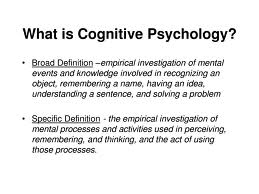 What is Cognitive Psychology?
• Broad Definition –empirical investigation of mental
events and knowledge involved in recognizing an
object, remembering a name, having an idea,
understanding a sentence, and solving a problem
• Specific Definition - the empirical investigation of
mental processes and activities used in perceiving,
remembering, and thinking, and the act of using
those processes.